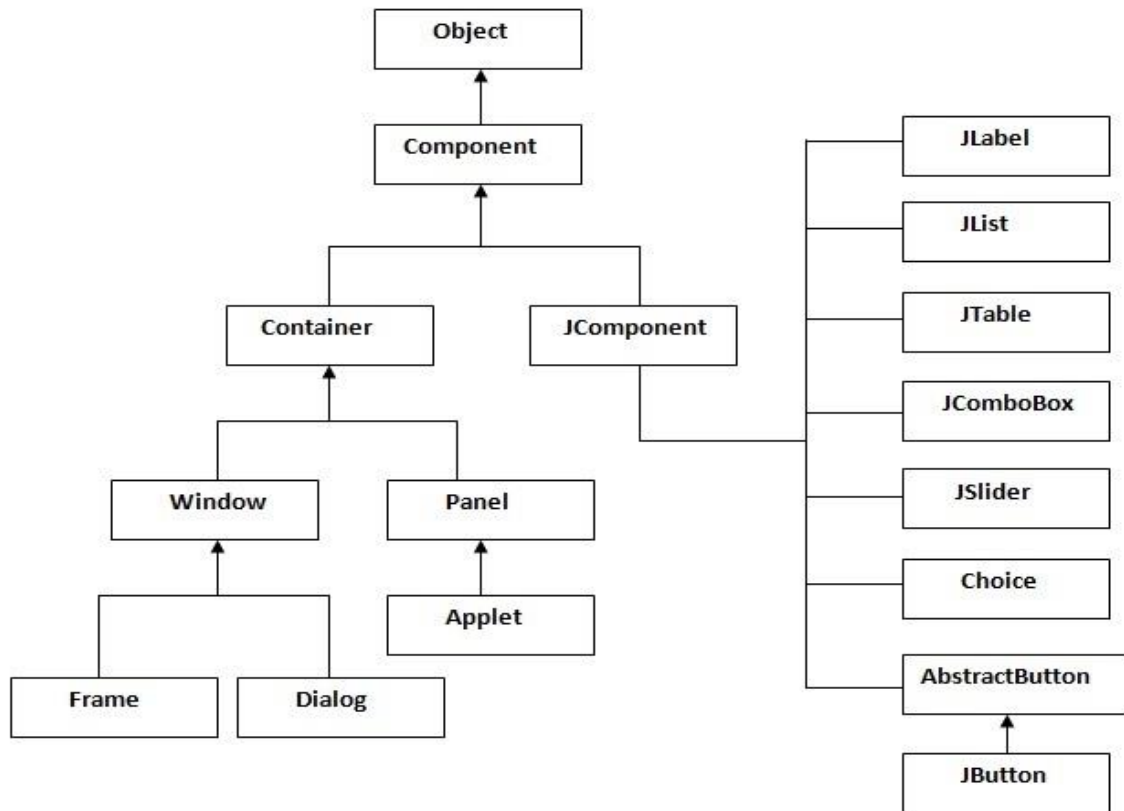 Object
Component
Container
JComponent
Window
Panel
Applet
Frame
Dialog
JLabel
JList
JTable
JComboBox
JSlider
Choice
AbstractButton
JButton